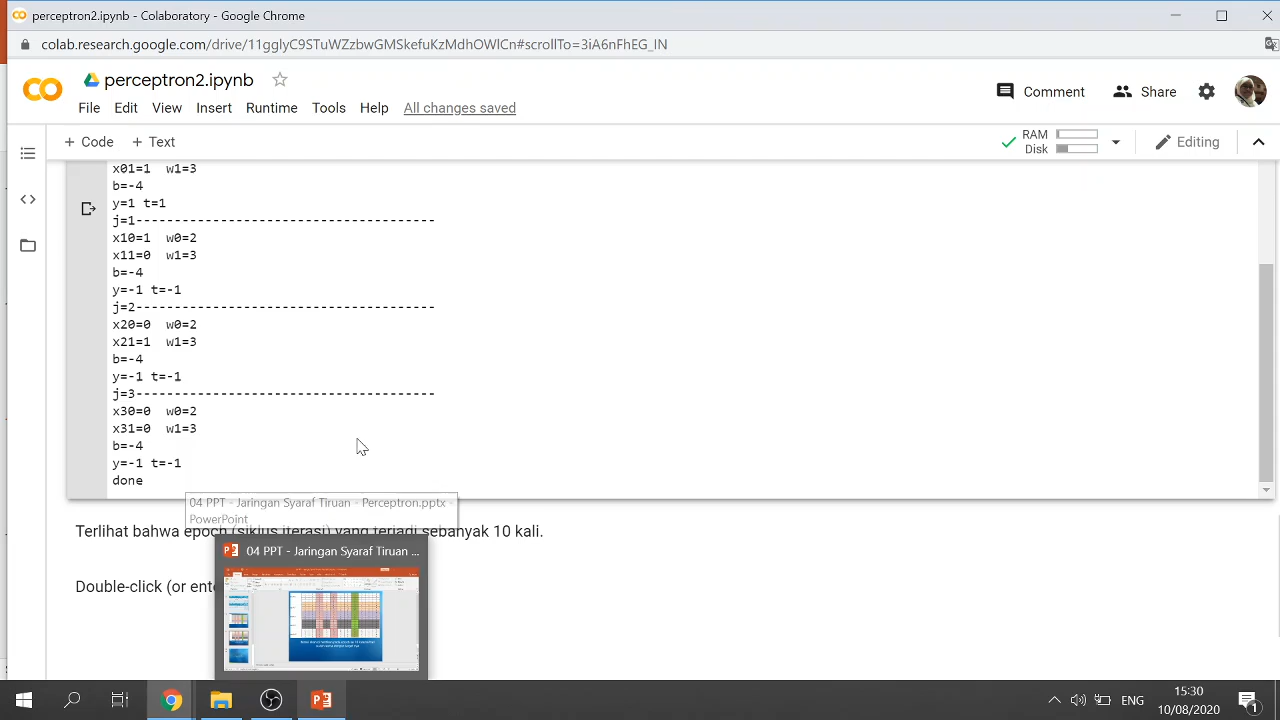 perceptron2.ipynb - Colaboratory - Google Chrome
colab.research.google.com/drive/11gglyC9STuWZzbwGMSkefuKzMdhOWlCn#scrollTo=3iA6nFhEG_IN
CO
perceptron2.ipynb
File Edit View Insert Runtime Tools Help All changes saved
Comment Share
+ Code + Text
RAM
Disk
Editing
x01=1 w1=3
b=-4
y=1 t=1
j=1---------------------------------------
x10=1 w0=2
x11=0 w1=3
b=-4
y=-1 t=-1
j=2---------------------------------------
x20=0 w0=2
x21=1 w1=3
b=-4
y=-1 t=-1
j=3---------------------------------------
x30=0 w0=2
x31=0 w1=3
b=-4
y=-1 t=-1
done
04 PPT - Jaringan Syaraf Tiruan - Perceptron.pptx -
PowerPoint
Terlihat bahwa epoch (siklus iterasi) yang terjadi sebanyak 10 kali.
04 PPT - Jaringan Syaraf Tiruan ...
Double-click (or ente
ENG
15:30
10/08/2020
1